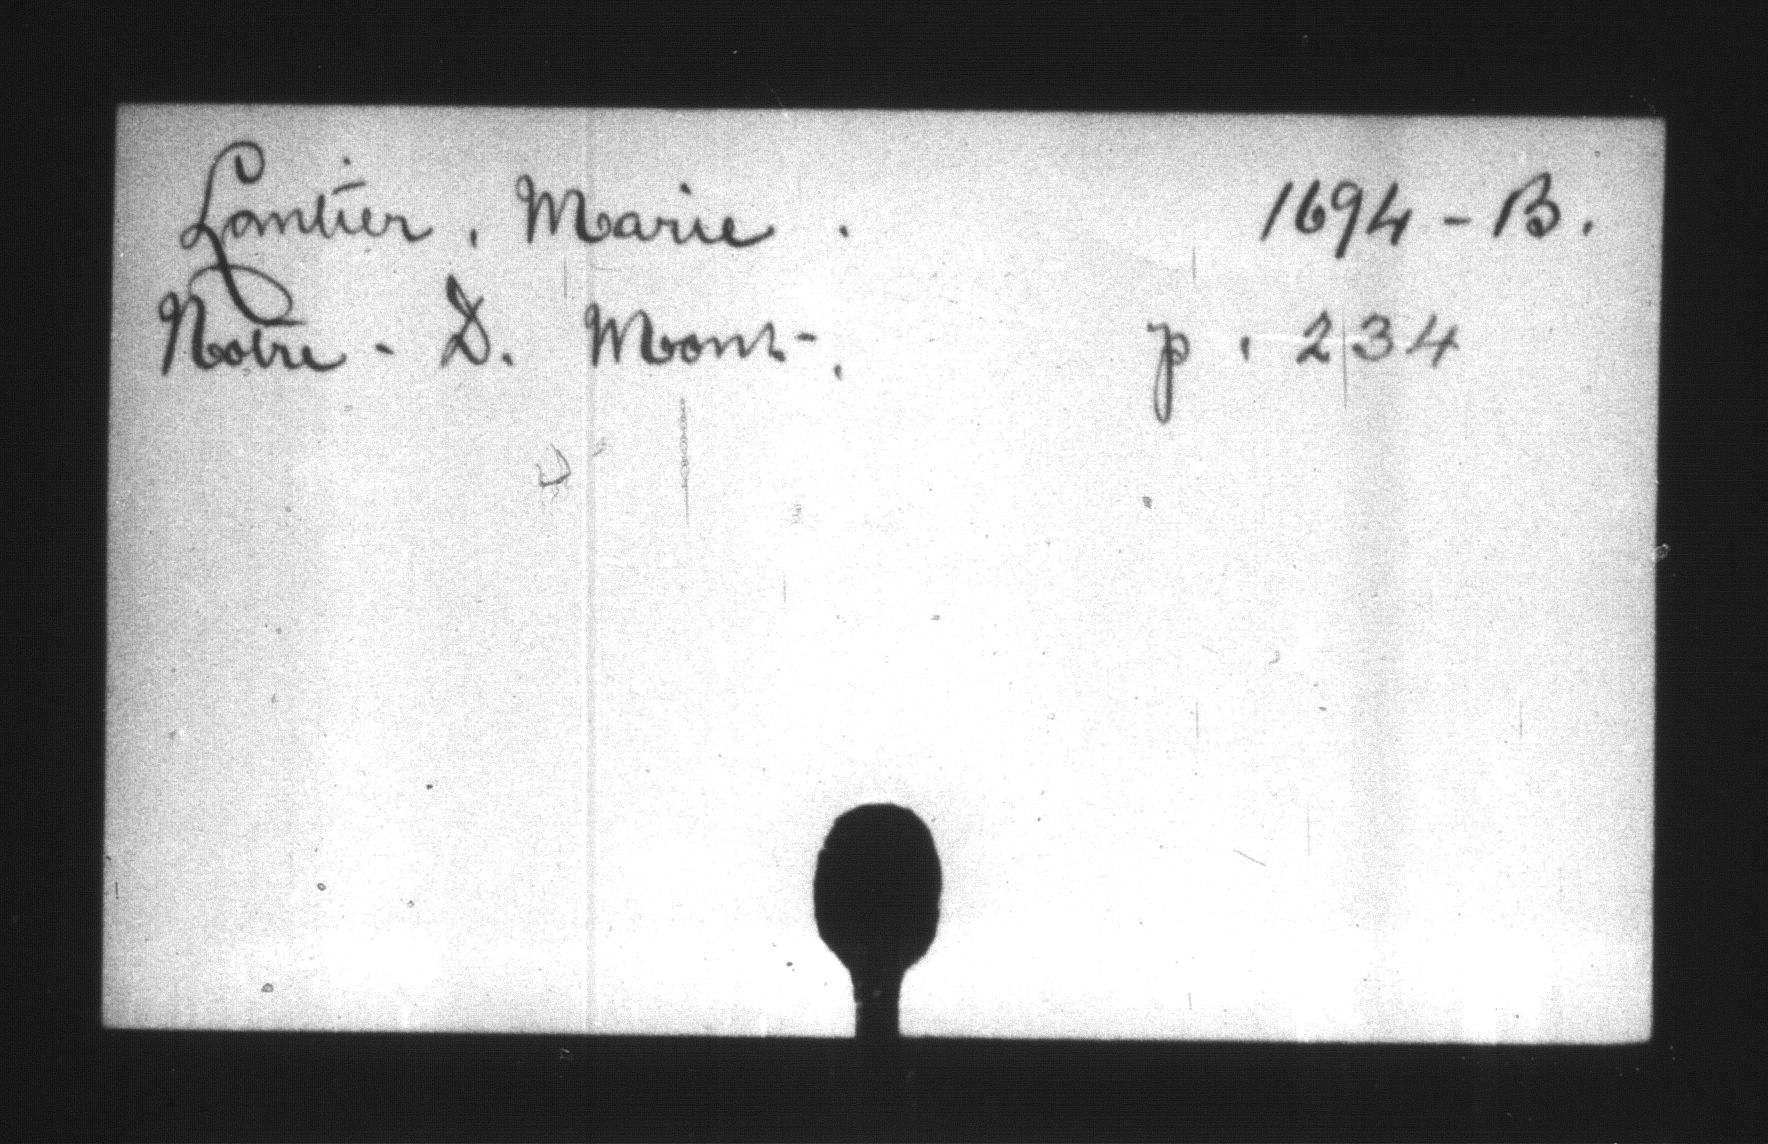 Lantier, Marie. 1694 - B.
Notre - D. Mont-. p. 234